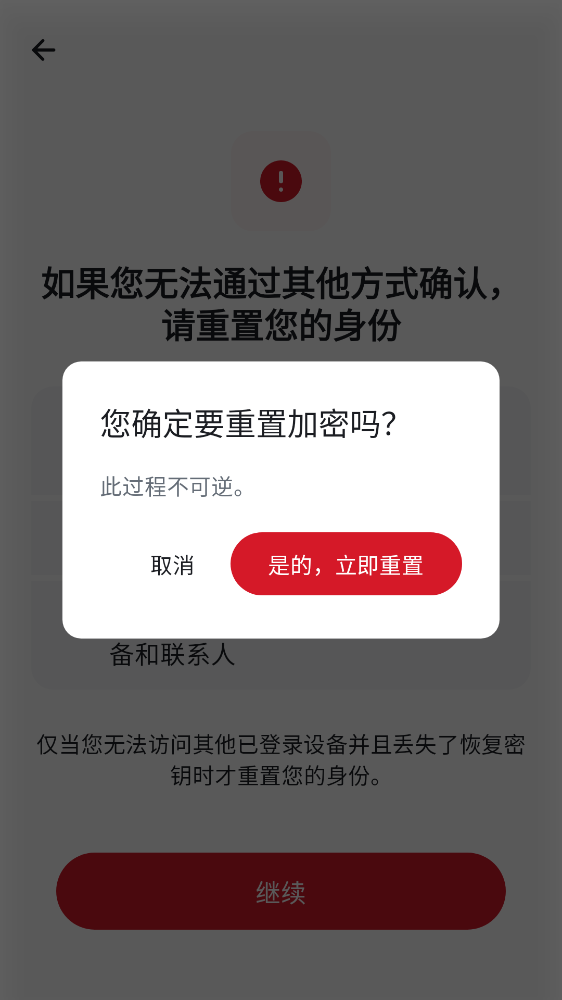 如果您无法通过其他方式确认，
请重置您的身份
您确定要重置加密吗？
此过程不可逆。
取消
是的，立即重置
备和联系人
仅当您无法访问其他已登录设备并且丢失了恢复密
钥时才重置您的身份。
继续